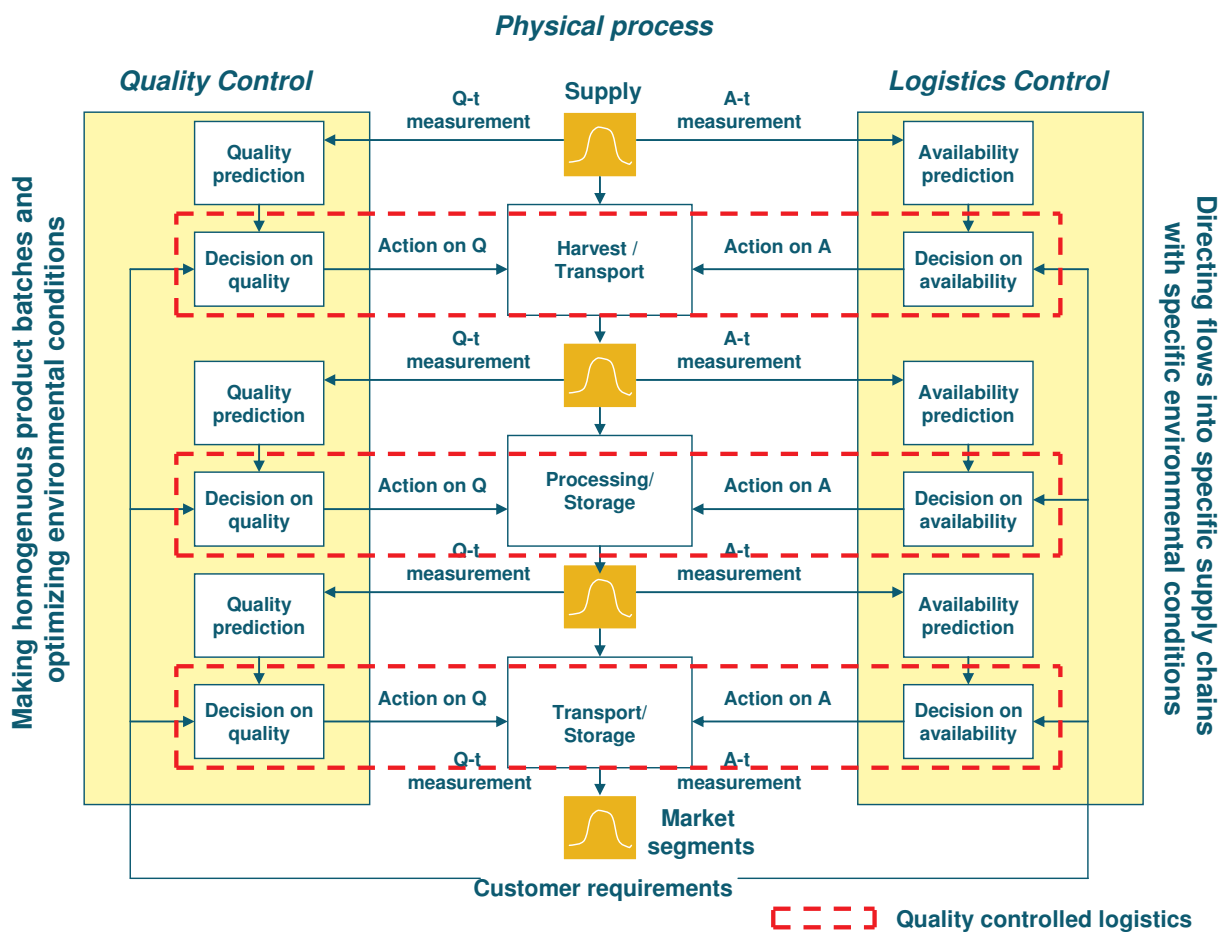 Physical process
Quality Control
Logistics Control
Making homogenuous product batches and
optimizing environmental conditions
Directing flows into specific supply chains
with specific environmental conditions
Q-t
measurement
Supply
A-t
measurement
Quality
prediction
Availability
prediction
Decision on
quality
Action on Q
Harvest /
Transport
Action on A
Decision on
availability
Q-t
measurement
A-t
measurement
Quality
prediction
Availability
prediction
Decision on
quality
Action on Q
Processing/
Storage
Action on A
Decision on
availability
Q-t
measurement
A-t
measurement
Quality
prediction
Availability
prediction
Decision on
quality
Action on Q
Transport/
Storage
Action on A
Decision on
availability
Q-t
measurement
A-t
measurement
Market
segments
Customer requirements
Quality controlled logistics